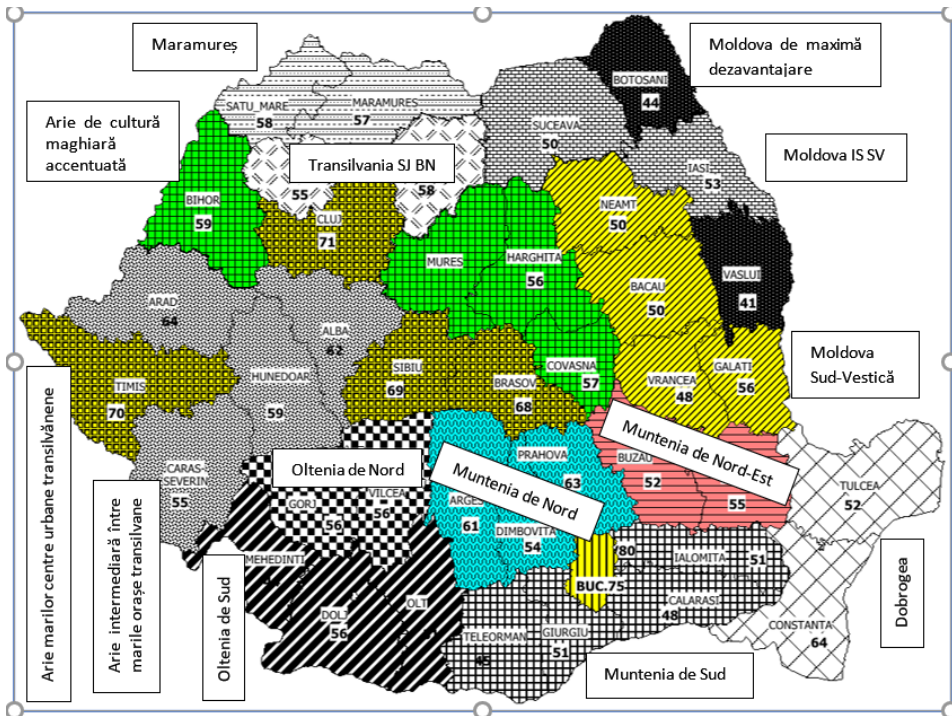 Maramureș
Moldova de maximă
dezavantajare
BOTOSANI
44
SATU_MARE
58
MARAMURES
57
Arie de cultură
maghiară
accentuată
SUCEAVA
50
Transilvania SJ BN
55
58
Moldova IS SV
IASI
53
BIHOR
59
CLUJ
71
NEAMT
50
MURES
HARGHITA
56
BACAU
50
VASLUI
41
ARAD
64
ALBA
62
HUNEDOAR
59
TIMIS
70
SIBIU
69
BRASOV
68
COVASNA
57
VRANCEA
48
GALATI
56
Moldova
Sud-Vestică
CARAS-
SEVERIN
55
Oltenia de Nord
GORJ
56
VILCEA
56
Muntenia de Nord
PRAHOVA
63
ARGES
61
DIMBOVITA
54
Muntenia de Nord-Est
BUZAU
52
55
TULCEA
52
MEHEDINTI
DOLJ
56
OLT
BUC.75
80
IALOMITA
51
CALARASI
48
TELEORMAN
45
GIURGIU
51
CONSTANTA
64
Muntenia de Sud
Dobrogea
Arie marilor centre urbane transilvănene
Arie intermediară între
marile orașe transilvane
Oltenia de Sud